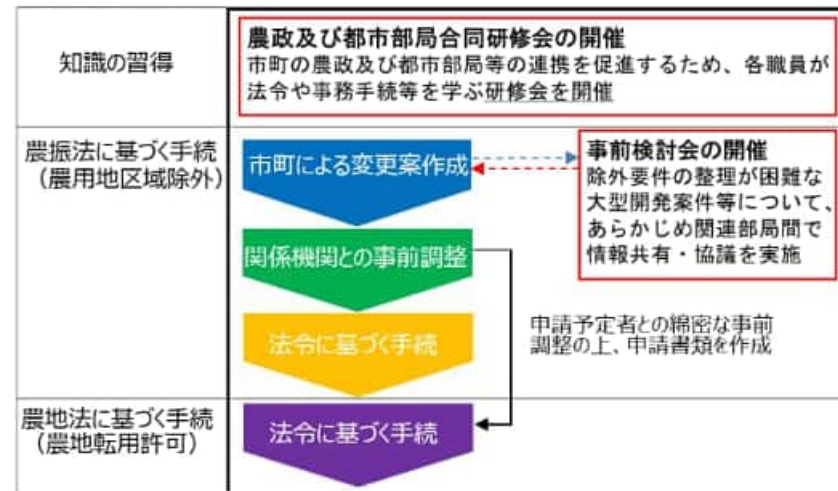 知識の習得
農政及び都市部局合同研修会の開催
市町の農政及び都市部局等の連携を促進するため、各職員が
法令や事務手続等を学ぶ研修会を開催
農振法に基づく手続
（農用地区域除外）
市町による変更案作成
事前検討会の開催
除外要件の整理が困難な
大型開発案件等について、
あらかじめ関連部局間で
情報共有・協議を実施
関係機関との事前調整
法令に基づく手続
申請予定者との綿密な事前
調整の上、申請書類を作成
農地法に基づく手続
（農地転用許可）
法令に基づく手続